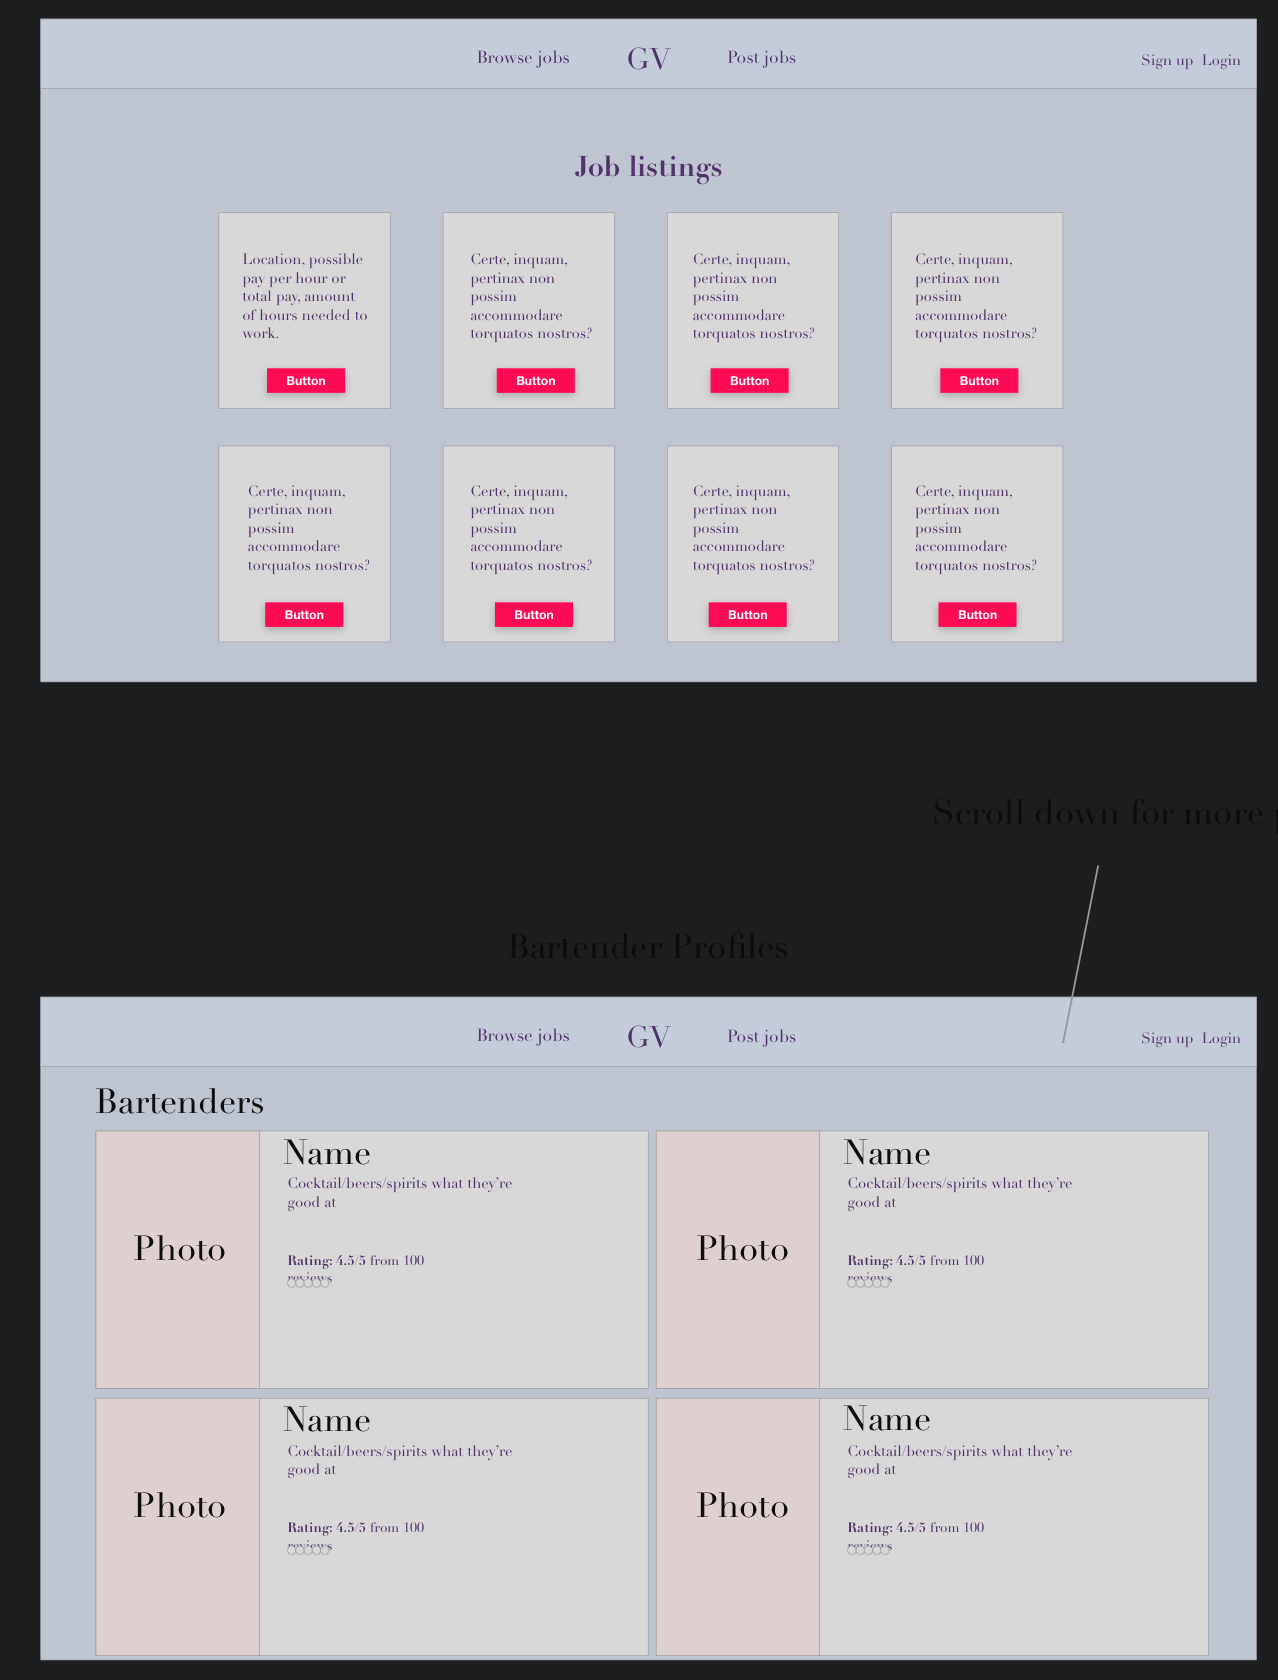 Browse jobs GV Post jobs Sign up Login
Job listings
Location, possible
pay per hour or
total pay, amount
of hours needed to
work.
Button
Certe, inquam,
pertinax non
possim
accommodare
torquatos nostros?
Button
Certe, inquam,
pertinax non
possim
accommodare
torquatos nostros?
Button
Certe, inquam,
pertinax non
possim
accommodare
torquatos nostros?
Button
Certe, inquam,
pertinax non
possim
accommodare
torquatos nostros?
Button
Certe, inquam,
pertinax non
possim
accommodare
torquatos nostros?
Button
Certe, inquam,
pertinax non
possim
accommodare
torquatos nostros?
Button
Certe, inquam,
pertinax non
possim
accommodare
torquatos nostros?
Button
Scroll down for more
Bartender Profiles
Browse jobs GV Post jobs Sign up Login
Bartenders
Photo
Name
Cocktail/beers/spirits what they're
good at
Rating: 4.5/5 from 100
reviews
Photo
Name
Cocktail/beers/spirits what they're
good at
Rating: 4.5/5 from 100
reviews
Photo
Name
Cocktail/beers/spirits what they're
good at
Rating: 4.5/5 from 100
reviews
Photo
Name
Cocktail/beers/spirits what they're
good at
Rating: 4.5/5 from 100
reviews